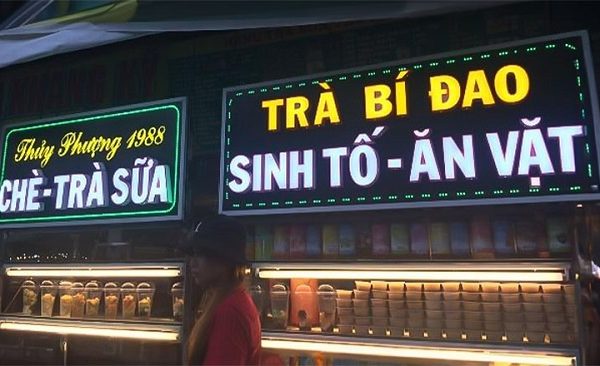 Thủy Phượng 1988
CHÈ-TRÀ SỮA
TRÀ BÍ ĐAO
SINH TỐ-ĂN VẶT